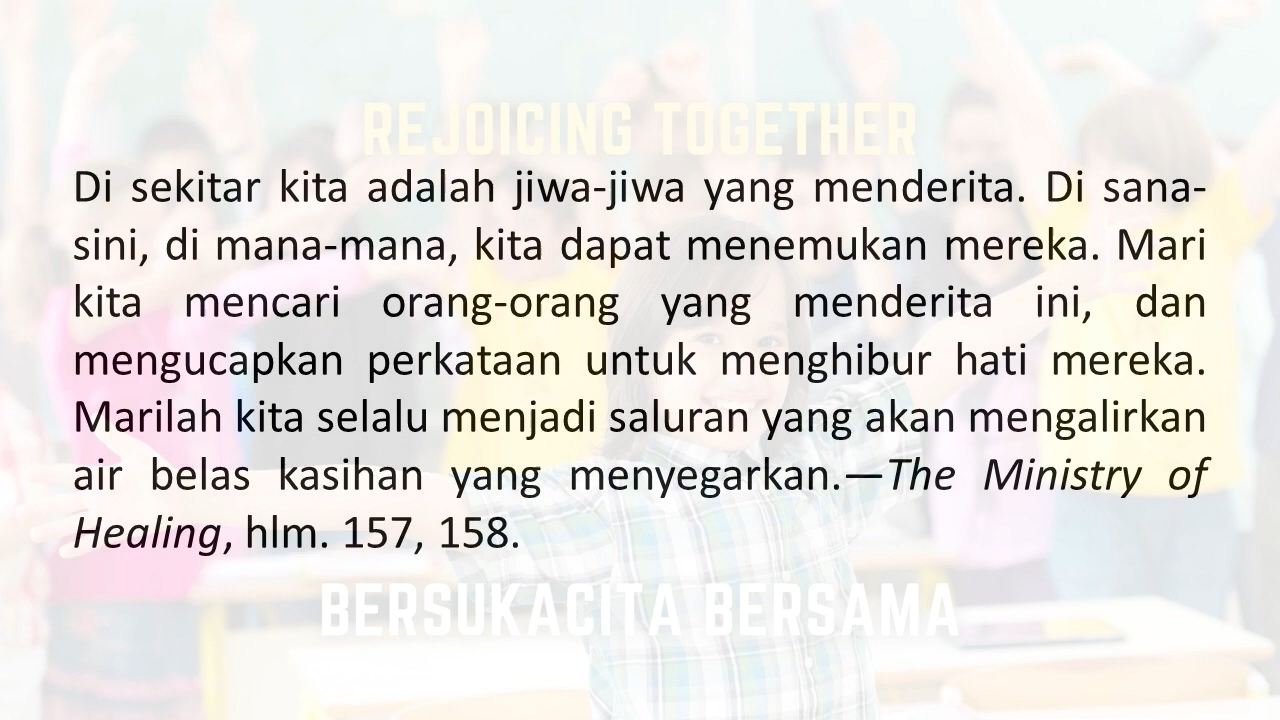 REJOICING TOGETHER
Di sekitar kita adalah jiwa-jiwa yang menderita. Di sana-
sini, di mana-mana, kita dapat menemukan mereka. Mari
kita mencari orang-orang yang menderita ini, dan
mengucapkan perkataan untuk menghibur hati mereka.
Marilah kita selalu menjadi saluran yang akan mengalirkan
air belas kasihan yang menyegarkan.—The Ministry of
Healing, hlm. 157, 158.
BERSUKACITA BERSAMA